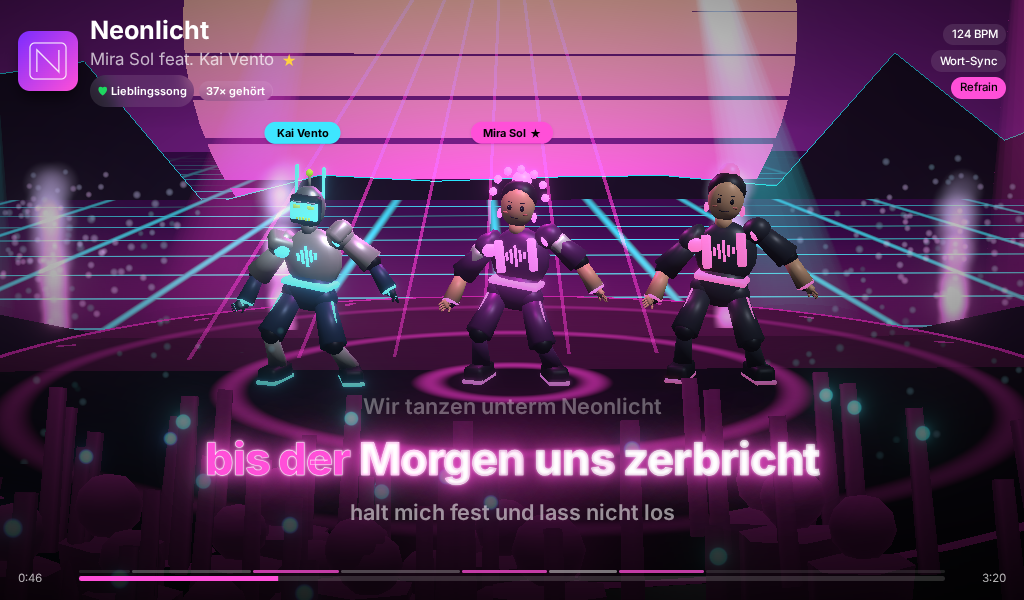 Neonlicht
Mira Sol feat. Kai Vento ★
Lieblingssong
37× gehört
124 BPM
Wort-Sync
Refrain
Kai Vento
Mira Sol ★
Wir tanzen unterm Neonlicht
bis der Morgen uns zerbricht
halt mich fest und lass nicht los
0:46
3:20